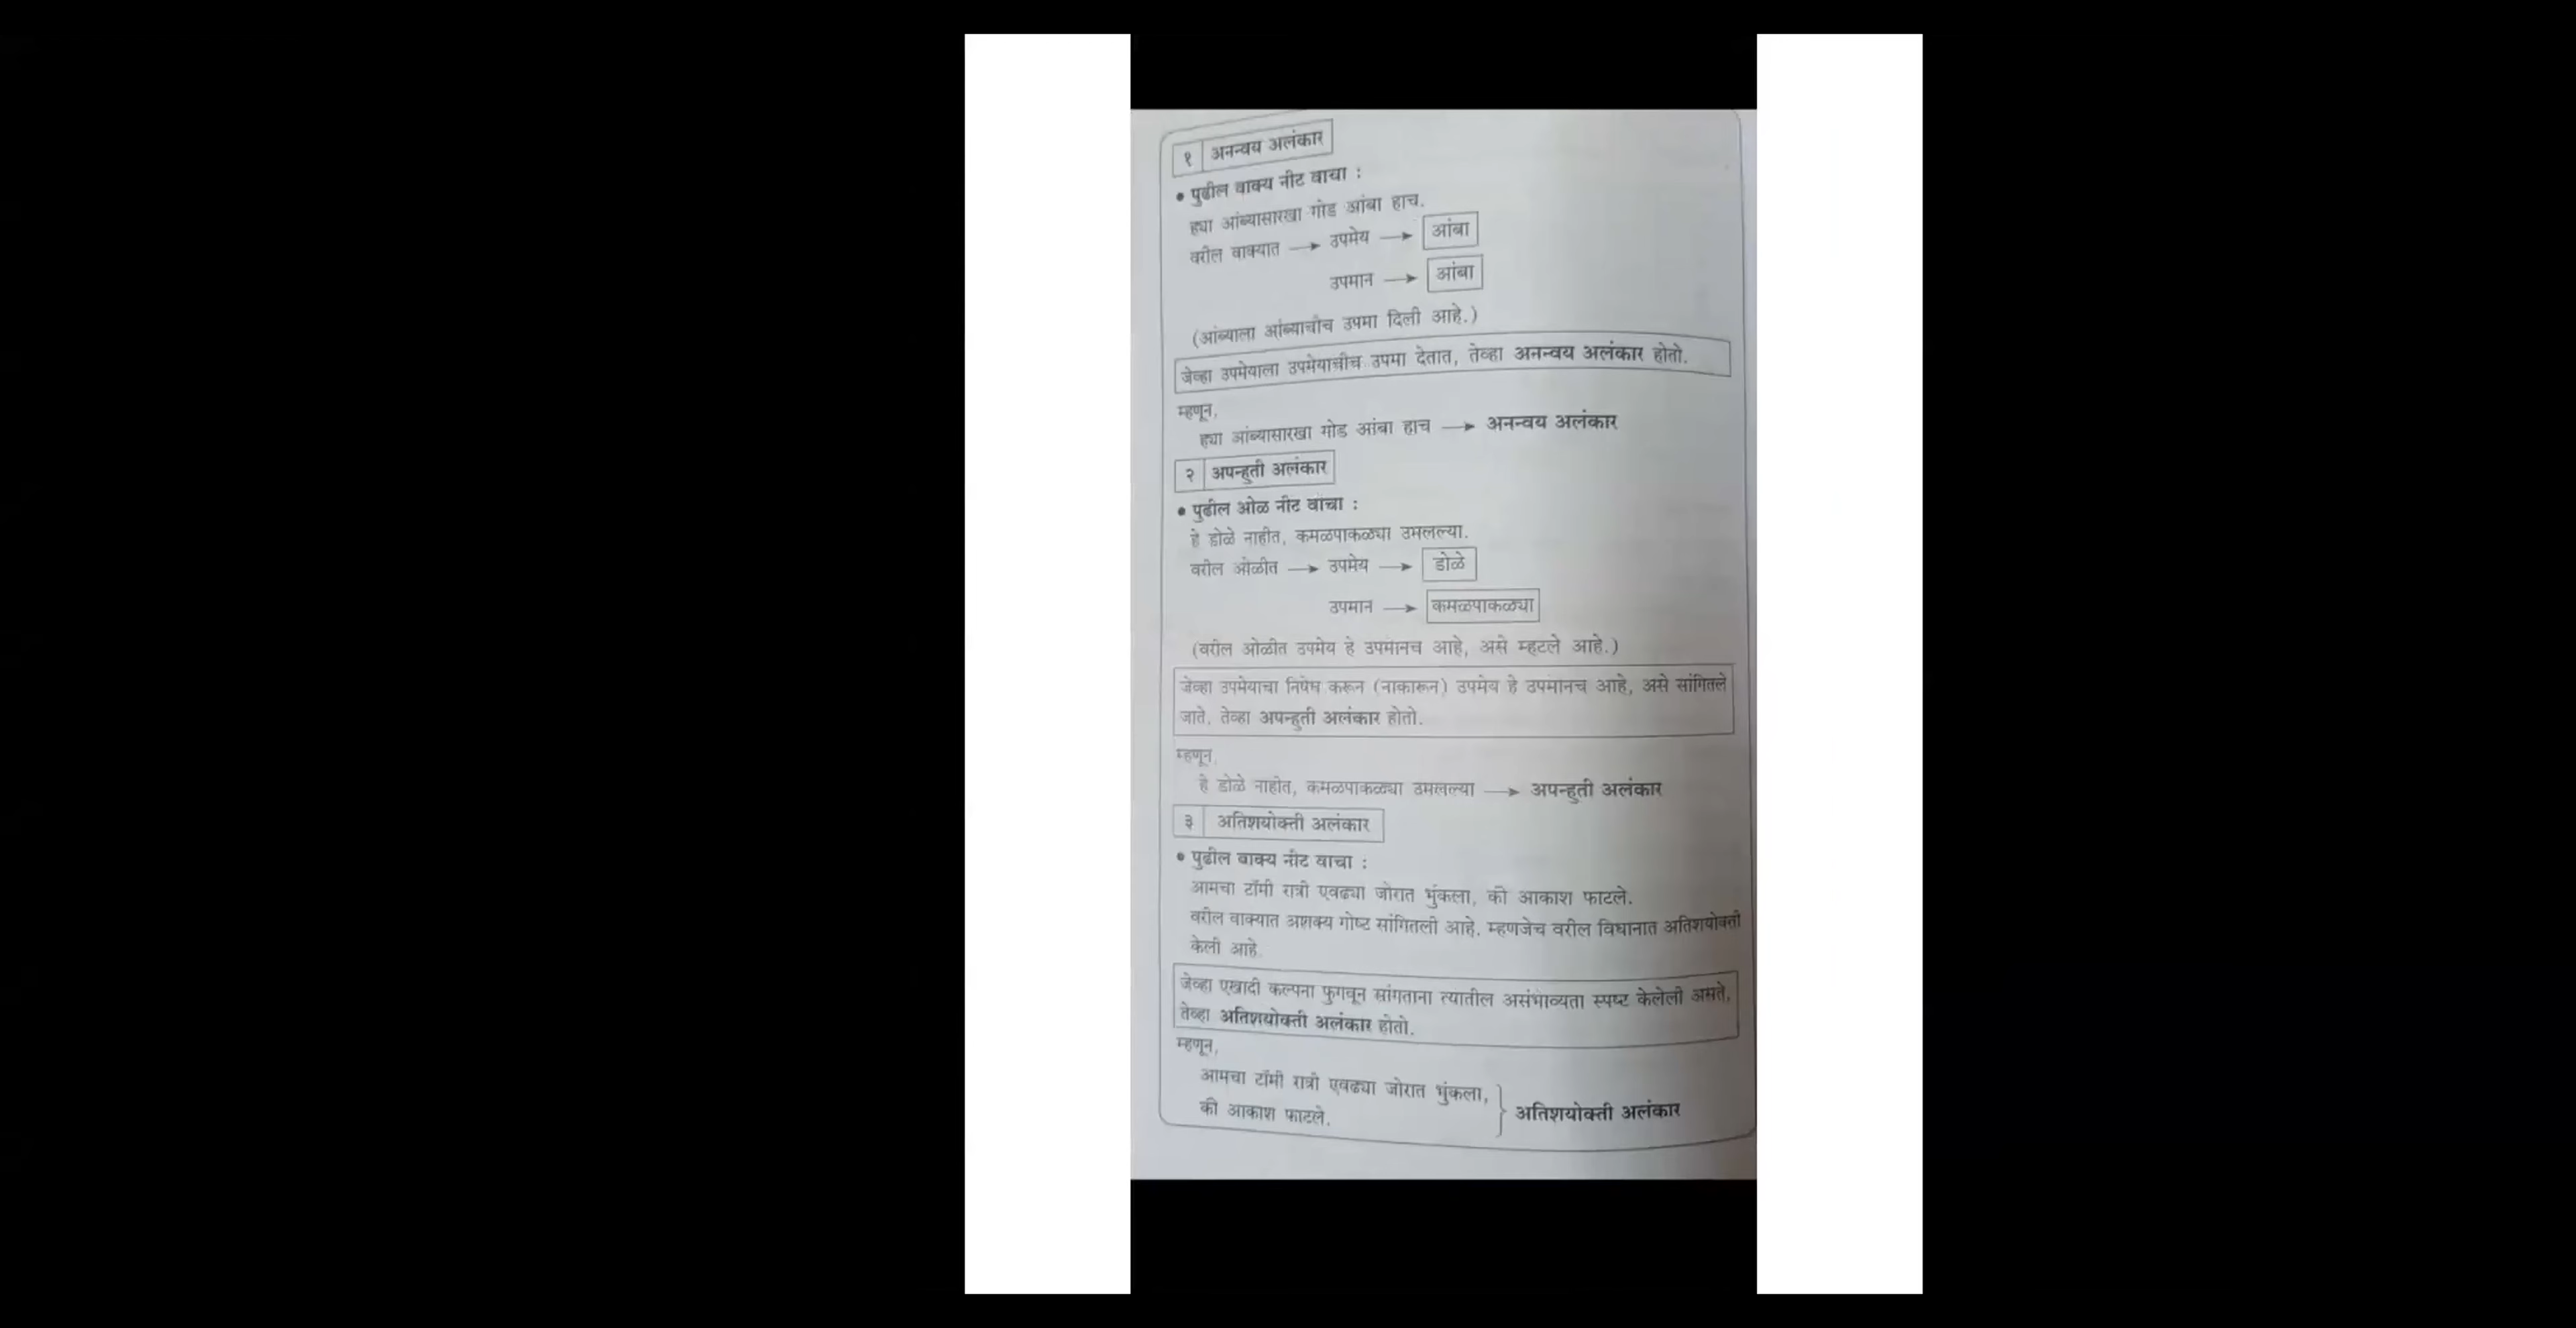 १ अनन्वय अलंकार
• पुढील वाक्य नीट वाचा :
ह्या आंब्यासारखा गोड आंबा हाच.
वरील वाक्यात → उपमेय → आंबा
उपमान → आंबा
(आंब्याला आंब्याचीच उपमा दिली आहे.)
जेव्हा उपमेयाला उपमेयाचीच उपमा देतात, तेव्हा अनन्वय अलंकार होतो.
म्हणून,
ह्या आंब्यासारखा गोड आंबा हाच → अनन्वय अलंकार
२ अपन्हुती अलंकार
• पुढील ओळ नीट वाचा :
हे डोळे नाहीत, कमळपाकळ्या उमलल्या.
वरील ओळीत → उपमेय → डोळे
उपमान → कमळपाकळ्या
(वरील ओळीत उपमेय हे उपमानच आहे, असे म्हटले आहे.)
जेव्हा उपमेयाचा निषेध करून (नाकारून) उपमेय हे उपमानच आहे, असे सांगितले
जाते, तेव्हा अपन्हुती अलंकार होतो.
म्हणून,
हे डोळे नाहीत, कमळपाकळ्या उमलल्या → अपन्हुती अलंकार
३ अतिशयोक्ती अलंकार
• पुढील वाक्य नीट वाचा :
आमचा टॉमी रात्री एवढ्या जोरात भुंकला, की आकाश फाटले.
वरील वाक्यात अशक्य गोष्ट सांगितली आहे. म्हणजेच वरील विधानात अतिशयोक्ती
केली आहे.
जेव्हा एखादी कल्पना फुगवून सांगताना त्यातील असंभाव्यता स्पष्ट केलेली असते,
तेव्हा अतिशयोक्ती अलंकार होतो.
म्हणून,
आमचा टॉमी रात्री एवढ्या जोरात भुंकला,
की आकाश फाटले. } अतिशयोक्ती अलंकार